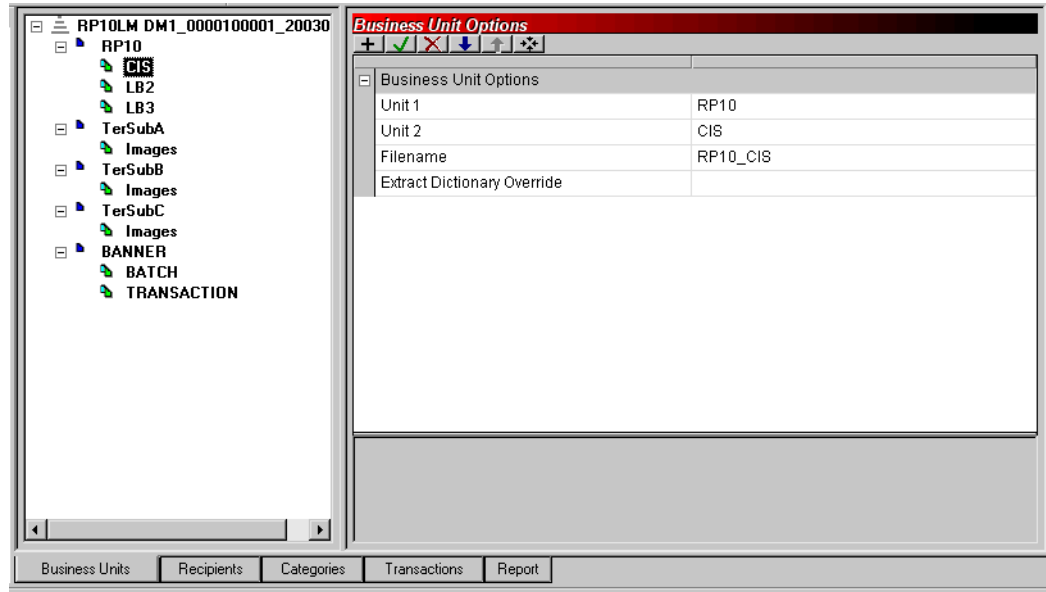 RP10LM DM1_0000100001_20030
RP10
CIS
LB2
LB3
TerSubA
Images
TerSubB
Images
TerSubC
Images
BANNER
BATCH
TRANSACTION
Business Unit Options
Business Unit Options
Unit 1 RP10
Unit 2 CIS
Filename RP10_CIS
Extract Dictionary Override
Business Units Recipients Categories Transactions Report